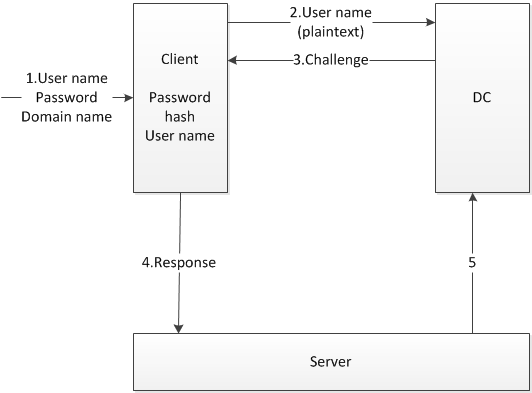 2.User name
(plaintext)
3.Challenge
1.User name
Password
Domain name
Client
Password
hash
User name
DC
4.Response
5
Server